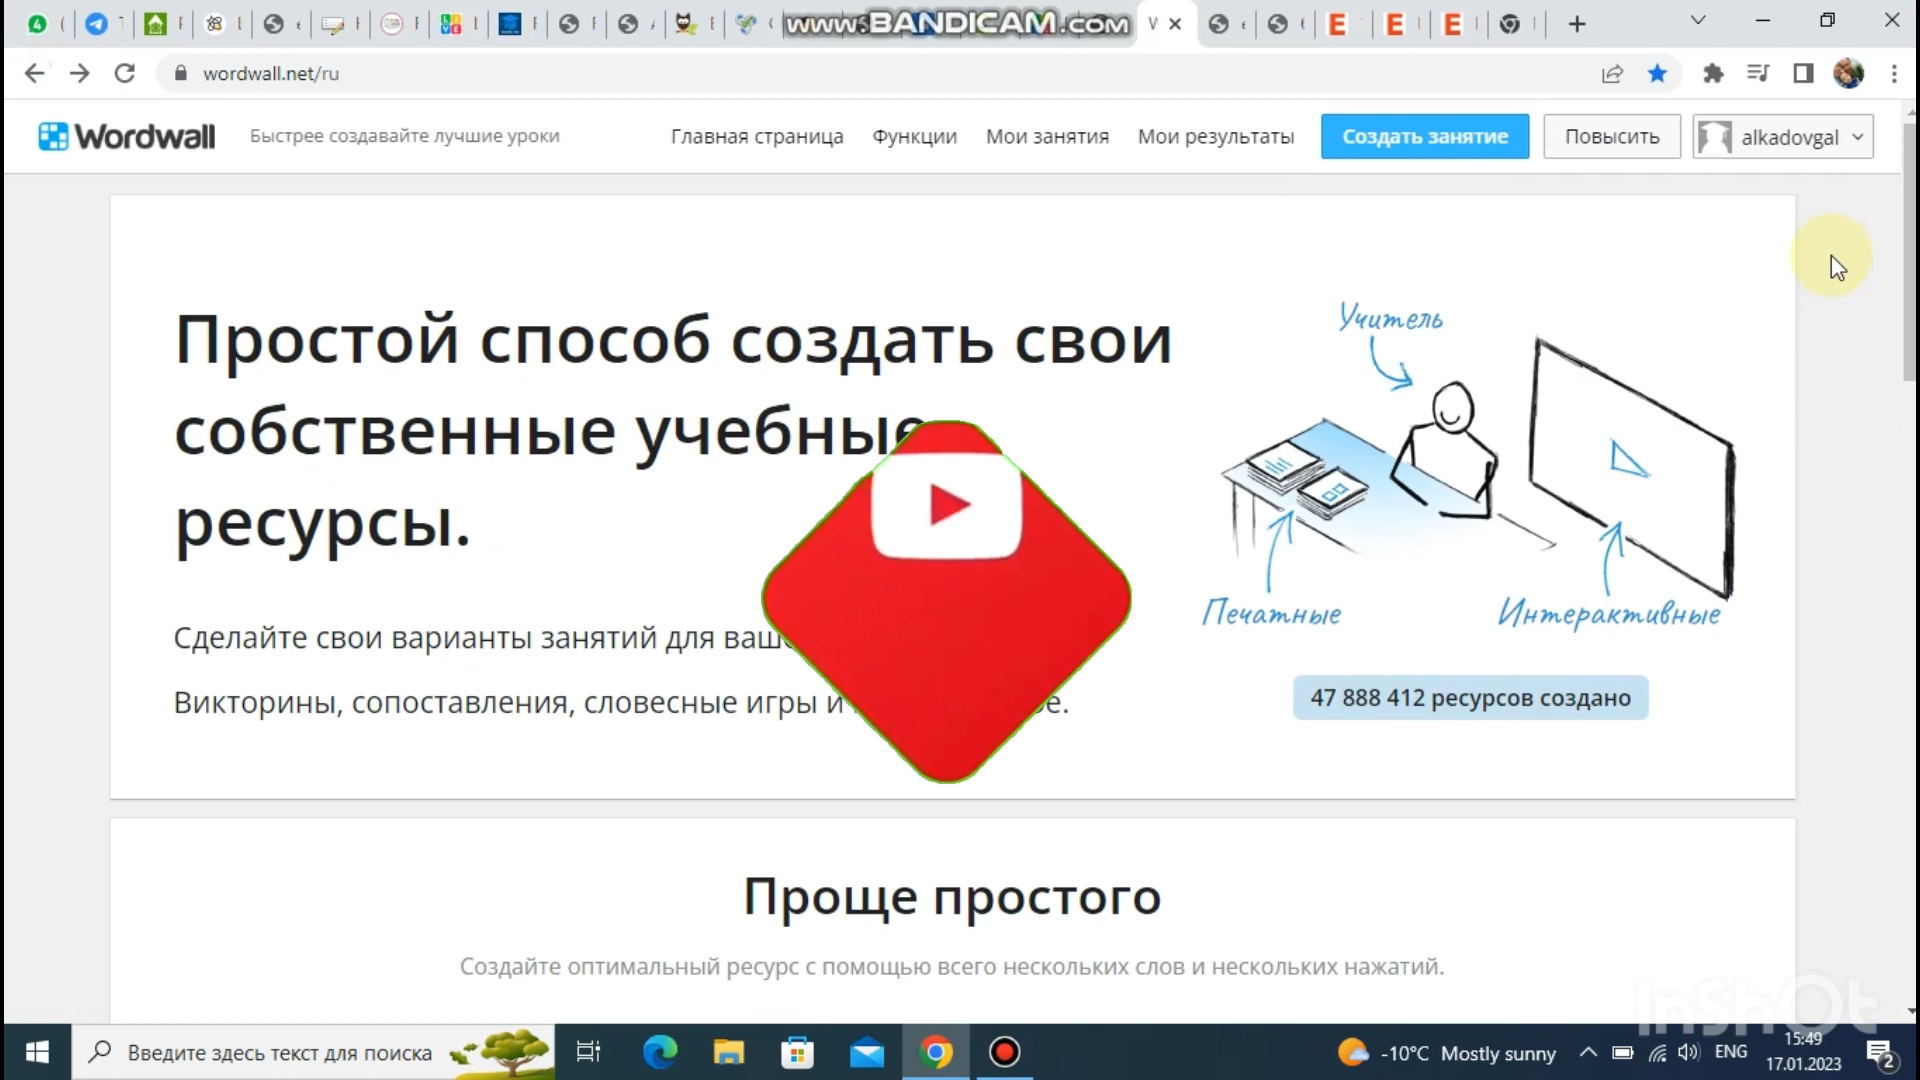 www.BANDICAM.com
wordwall.net/ru
Wordwall
Быстрее создавайте лучшие уроки
Главная страница
Функции
Мои занятия
Мои результаты
Создать занятие
Повысить
alkadovgal
Простой способ создать свои
собственные учебные
ресурсы.
Сделайте свои варианты занятий для
Викторины, сопоставления, словесные игры и
Учитель
Печатные
Интерактивные
47 888 412 ресурсов создано
Проще простого
Создайте оптимальный ресурс с помощью всего нескольких слов и нескольких нажатий.
InShOt
Введите здесь текст для поиска
-10°C Mostly sunny
ENG
15:49
17.01.2023
2